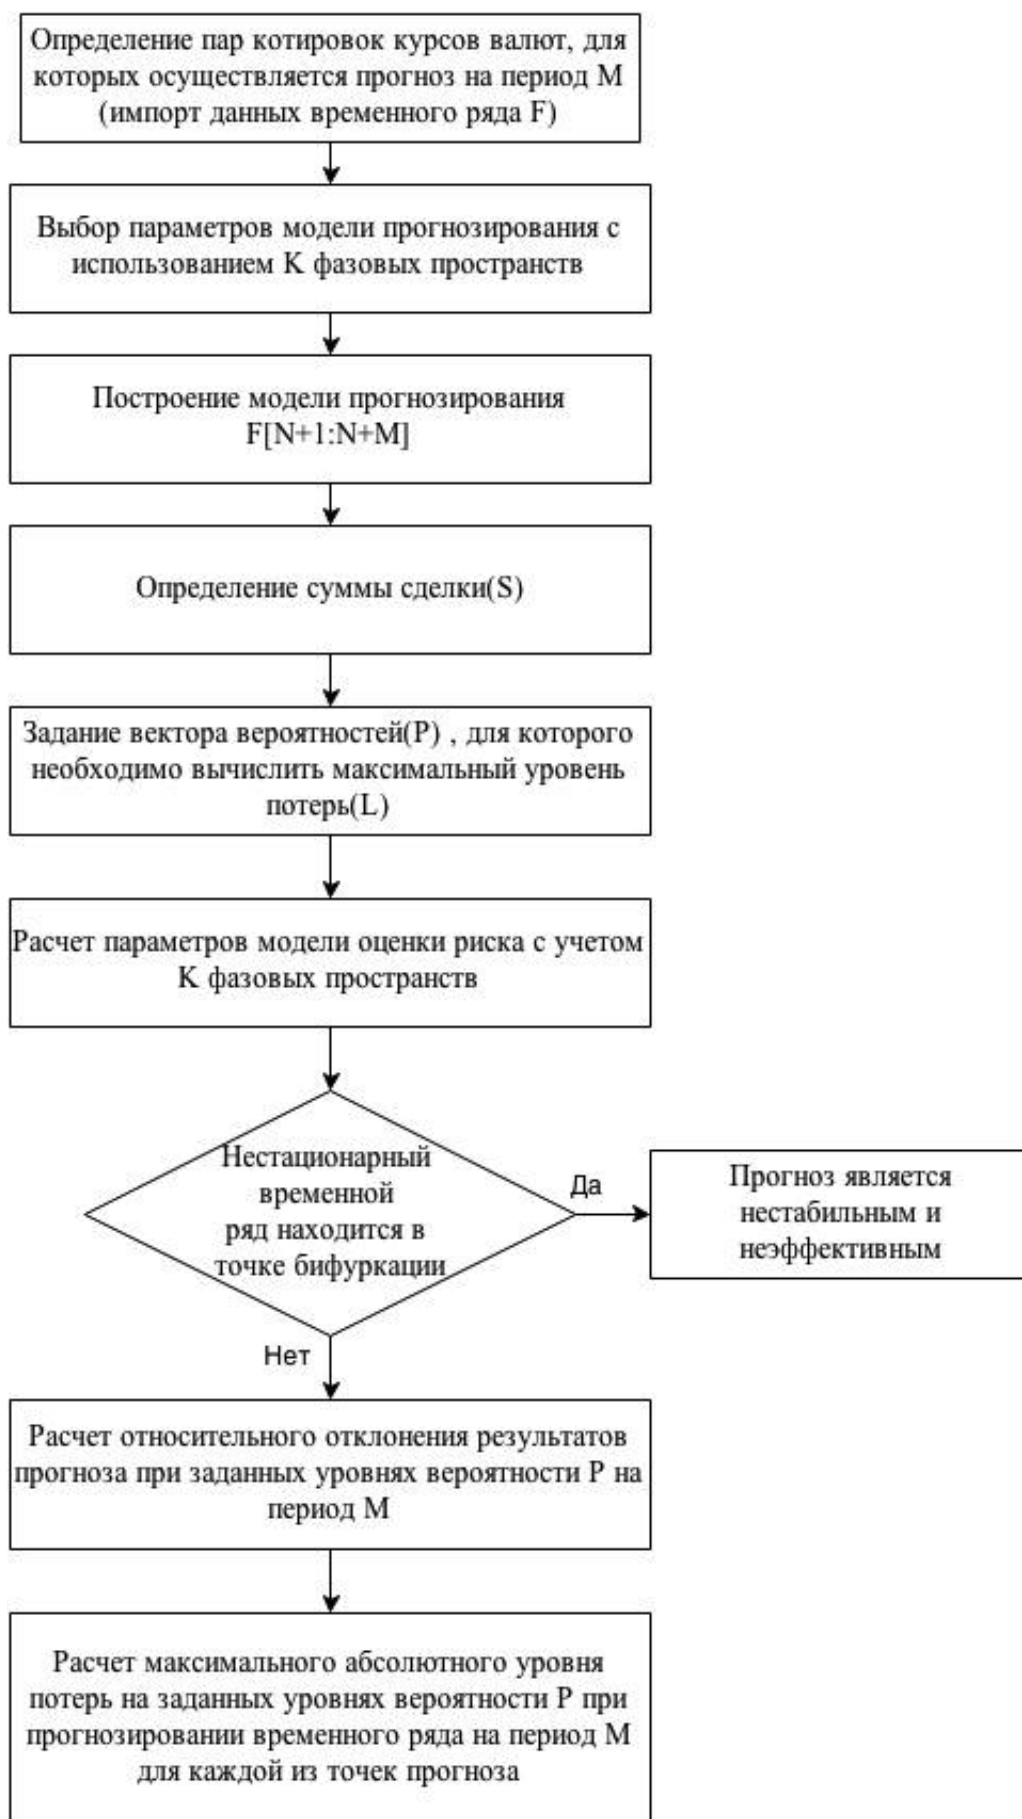 Определение пар котировок курсов валют, для
которых осуществляется прогноз на период M
(импорт данных временного ряда F)
Выбор параметров модели прогнозирования с
использованием K фазовых пространств
Построение модели прогнозирования
F[N+1:N+M]
Определение суммы сделки(S)
Задание вектора вероятностей(P) , для которого
необходимо вычислить максимальный уровень
потерь(L)
Расчет параметров модели оценки риска с учетом
K фазовых пространств
Нестационарный
временной
ряд находится в
точке бифуркации
Да
Прогноз является
нестабильным и
неэффективным
Нет
Расчет относительного отклонения результатов
прогноза при заданных уровнях вероятности P на
период M
Расчет максимального абсолютного уровня
потерь на заданных уровнях вероятности P при
прогнозировании временного ряда на период M
для каждой из точек прогноза